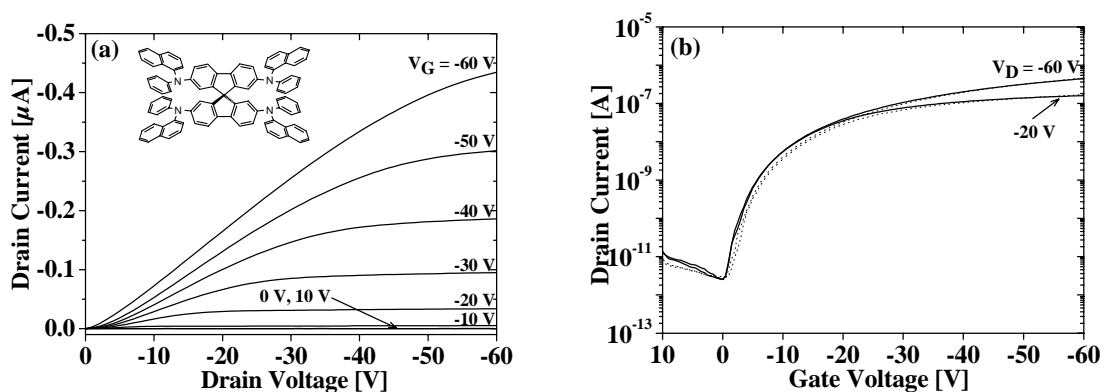 (a)
Drain Current [µA]
-0.5
-0.4
-0.3
-0.2
-0.1
0.0
N
N
N
N
V_G = -60 V
-50 V
-40 V
-30 V
-20 V
-10 V
0 V, 10 V
0 -10 -20 -30 -40 -50 -60
Drain Voltage [V]
(b)
Drain Current [A]
10^-5
10^-7
10^-9
10^-11
10^-13
V_D = -60 V
-20 V
10 0 -10 -20 -30 -40 -50 -60
Gate Voltage [V]